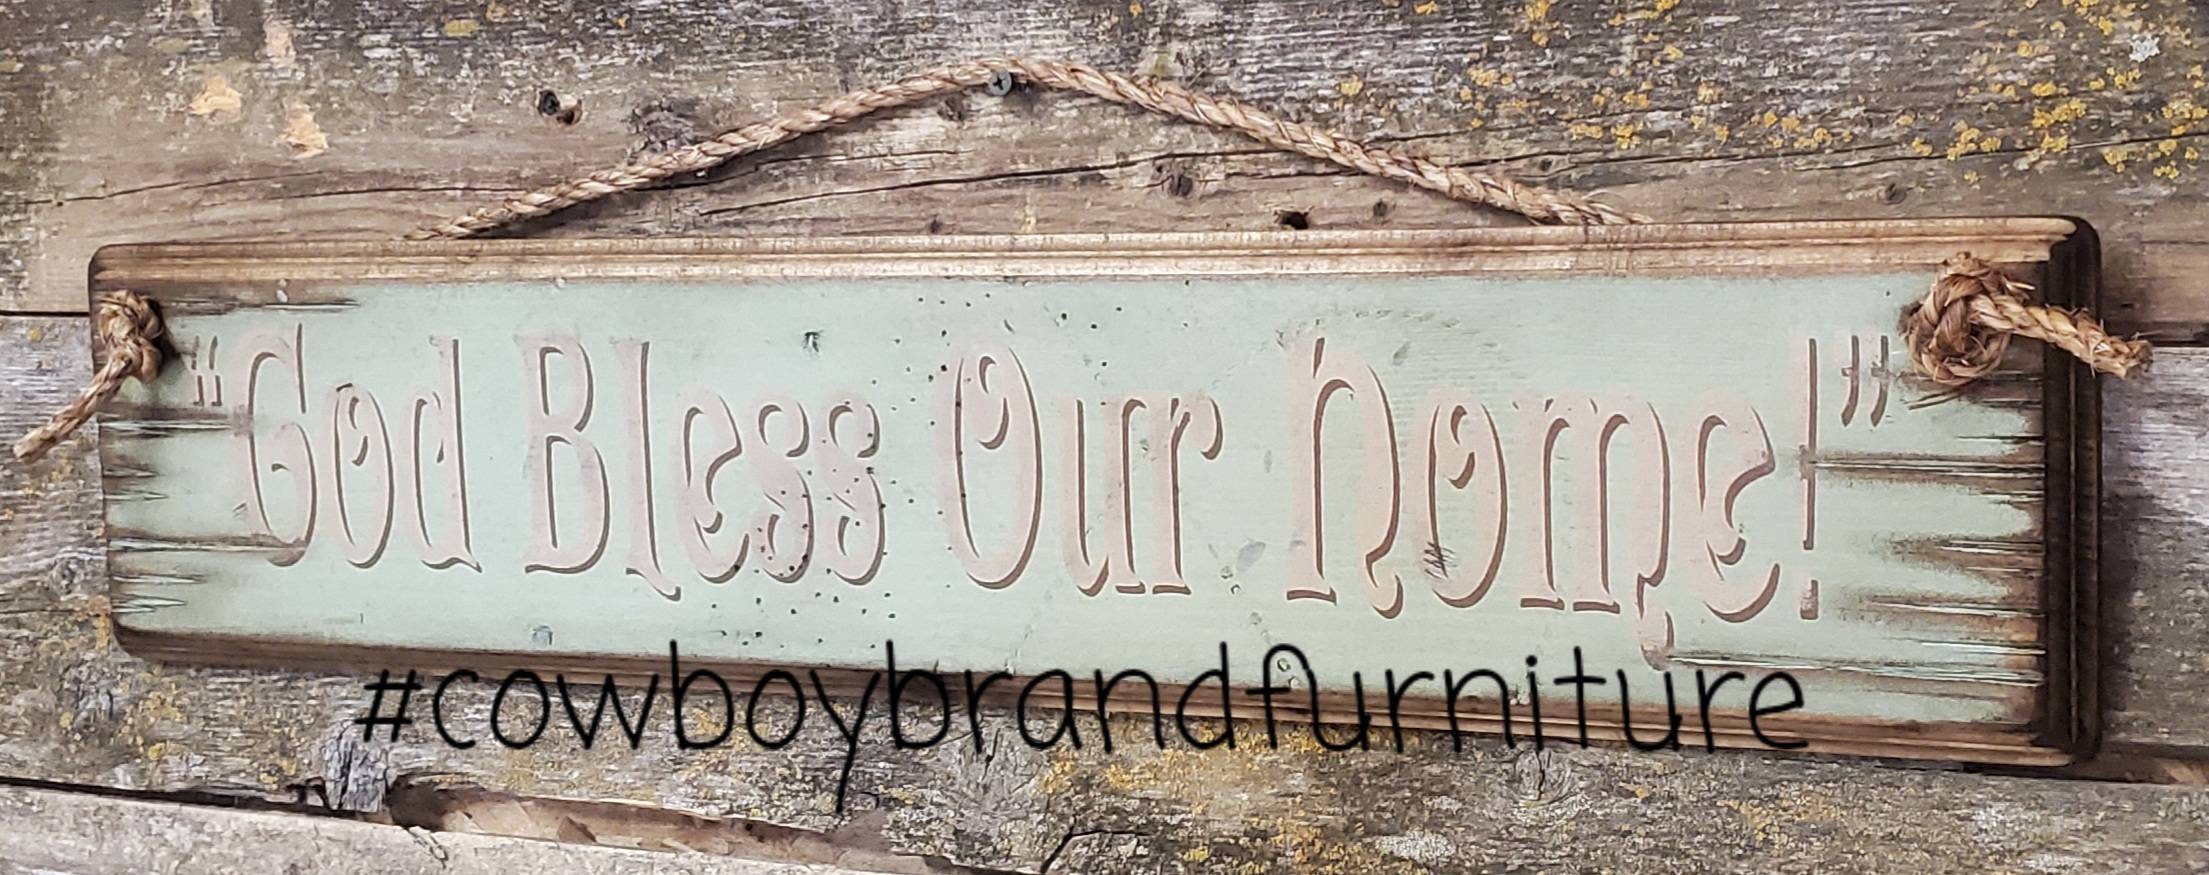 “God Bless Our Home!”
#cowboybrandfurniture